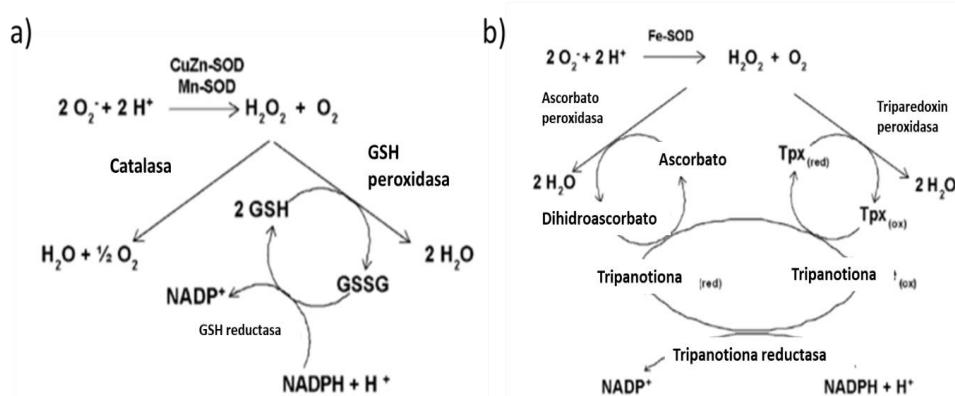 a)
CuZn-SOD
Mn-SOD
2 O₂⁻ + 2 H⁺
H₂O₂ + O₂
Catalasa
GSH
peroxidasa
2 GSH
H₂O + ½ O₂
2 H₂O
GSSG
NADP⁺
GSH reductasa
NADPH + H⁺
b)
Fe-SOD
2 O₂⁻ + 2 H⁺
H₂O₂ + O₂
Ascorbato
peroxidasa
Triparedoxin
peroxidasa
Ascorbato
Tpx(red)
2 H₂O
2 H₂O
Dihidroascorbato
Tpx(ox)
Tripanotiona (red)
Tripanotiona (ox)
Tripanotiona reductasa
NADP⁺
NADPH + H⁺